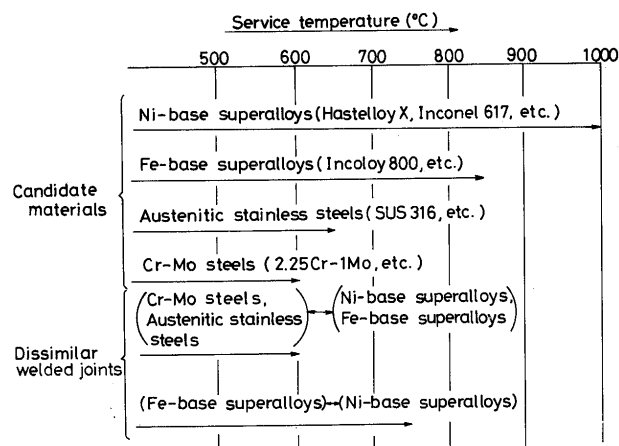 Service temperature (°C)
500 600 700 800 900 1000
Ni-base superalloys (Hastelloy X, Inconel 617, etc.)
Fe-base superalloys (Incoloy 800, etc.)
Candidate
materials
Austenitic stainless steels (SUS 316, etc.)
Cr-Mo steels (2.25Cr-1Mo, etc.)
(Cr-Mo steels,
Austenitic stainless
steels)
(Ni-base superalloys,
Fe-base superalloys)
Dissimilar
welded joints
(Fe-base superalloys)↔(Ni-base superalloys)